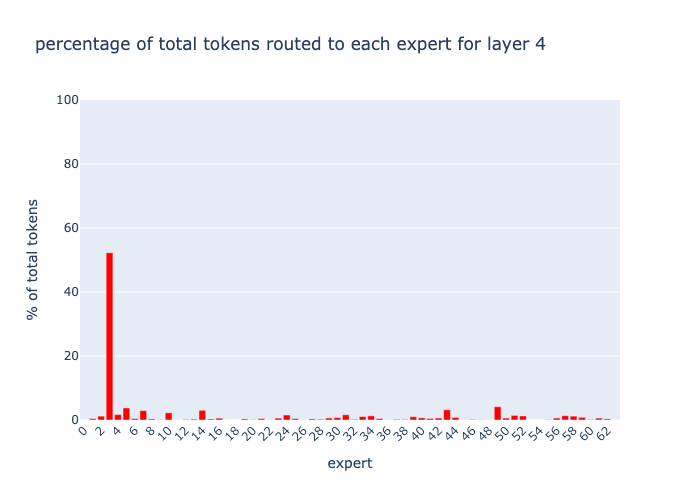 percentage of total tokens routed to each expert for layer 4
100
80
60
40
20
0
% of total tokens
0 2 4 6 8 10 12 14 16 18 20 22 24 26 28 30 32 34 36 38 40 42 44 46 48 50 52 54 56 58 60 62
expert